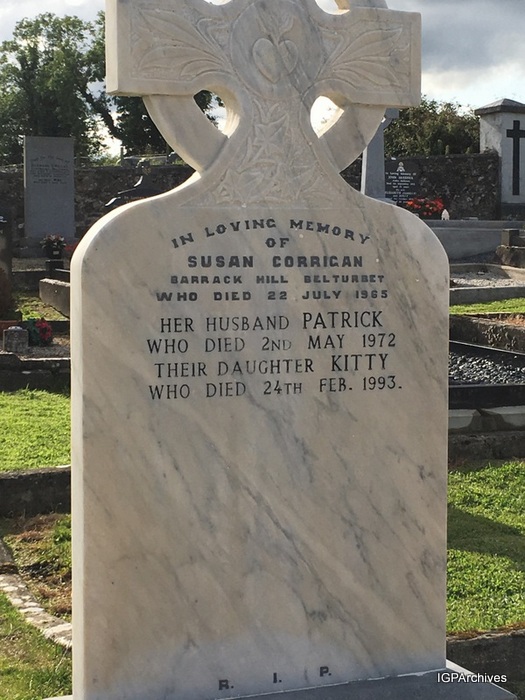 IN LOVING MEMORY
OF
SUSAN CORRIGAN
BARRACK HILL BELTURBET
WHO DIED 22 JULY 1965
HER HUSBAND PATRICK
WHO DIED 2ND MAY 1972
THEIR DAUGHTER KITTY
WHO DIED 24TH FEB. 1993.
R. I. P.
IGPArchives